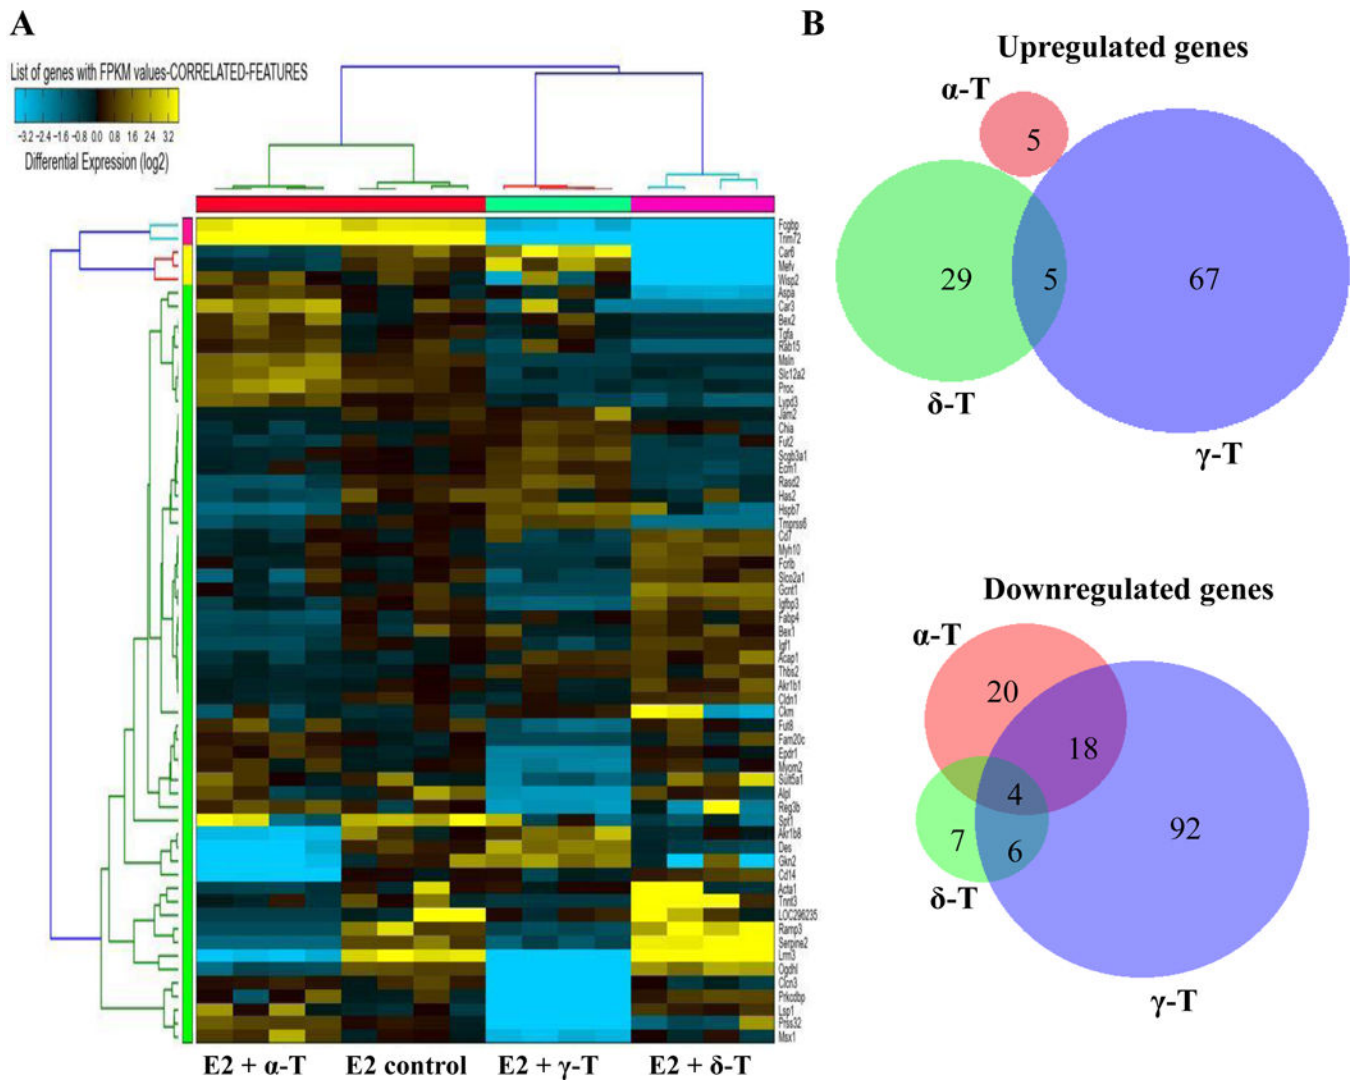 A
List of genes with FPKM values-CORRELATED-FEATURES
-3.2 -2.4 -1.6 -0.8 0.0 0.8 1.6 2.4 3.2
Differential Expression (log2)
Fcgbp
Trim72
Car6
Mefv
Wisp2
Aspa
Car3
Bex2
Tgfa
Rab15
Msln
Slc12a2
Proc
Lypd3
Jam2
Chia
Fut2
Scgb3a1
Ecm1
Rasd2
Has2
Hspb7
Tmprss6
Cd7
Myh10
Fcrlb
Slco2a1
Gcnt1
Igfbp3
Fabp4
Bex1
Igf1
Acap1
Thbs2
Akr1b1
Cldn1
Ckm
Fut8
Fam20c
Epdr1
Myom2
Sult5a1
Alpl
Reg3b
Spt1
Akr1b8
Des
Gkn2
Cd14
Acta1
Tnnt3
LOC296235
Ramp3
Serpine2
Lrrn3
Ogdhl
Clcn3
Prkcdbp
Lsp1
Prss32
Msx1
E2 + α-T E2 control E2 + γ-T E2 + δ-T
B
Upregulated genes
α-T
5
29 5 67
δ-T
γ-T
Downregulated genes
α-T
20
18
4
7 6 92
δ-T
γ-T